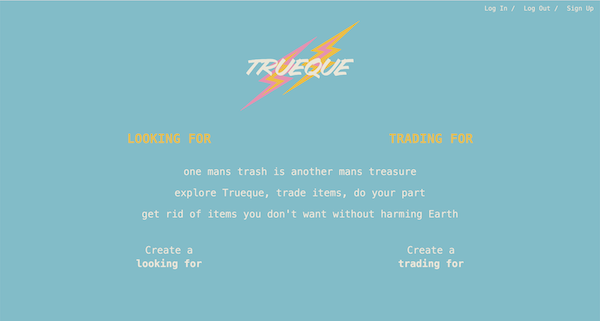 Log In / Log Out / Sign Up
TRUEQUE
LOOKING FOR
TRADING FOR
one mans trash is another mans treasure
explore Trueque, trade items, do your part
get rid of items you don't want without harming Earth
Create a
looking for
Create a
trading for